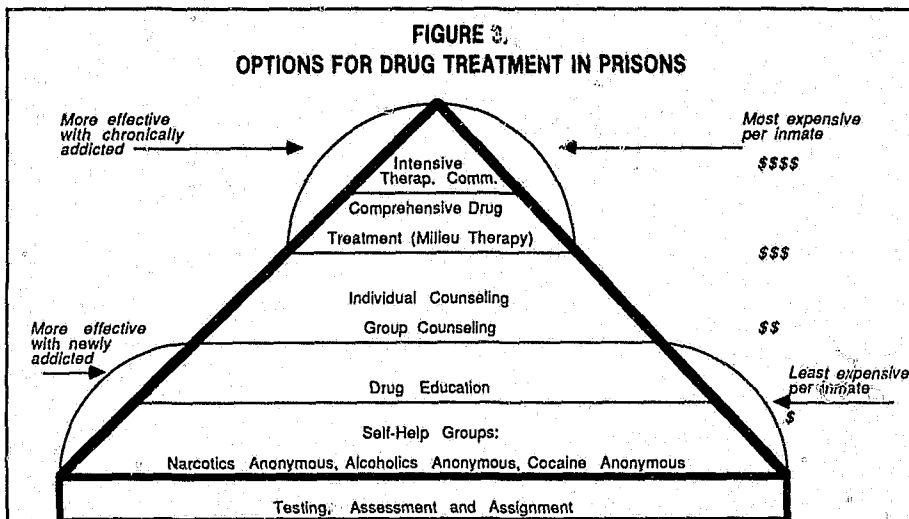 FIGURE 3.
OPTIONS FOR DRUG TREATMENT IN PRISONS
More effective
with chronically
addicted
Most expensive
per inmate
$$$$
Intensive
Therap. Comm.
Comprehensive Drug
Treatment (Milieu Therapy)
$$$
Individual Counseling
Group Counseling
$$
More effective
with newly
addicted
Least expensive
per inmate
$
Drug Education
Self-Help Groups:
Narcotics Anonymous, Alcoholics Anonymous, Cocaine Anonymous
Testing, Assessment and Assignment